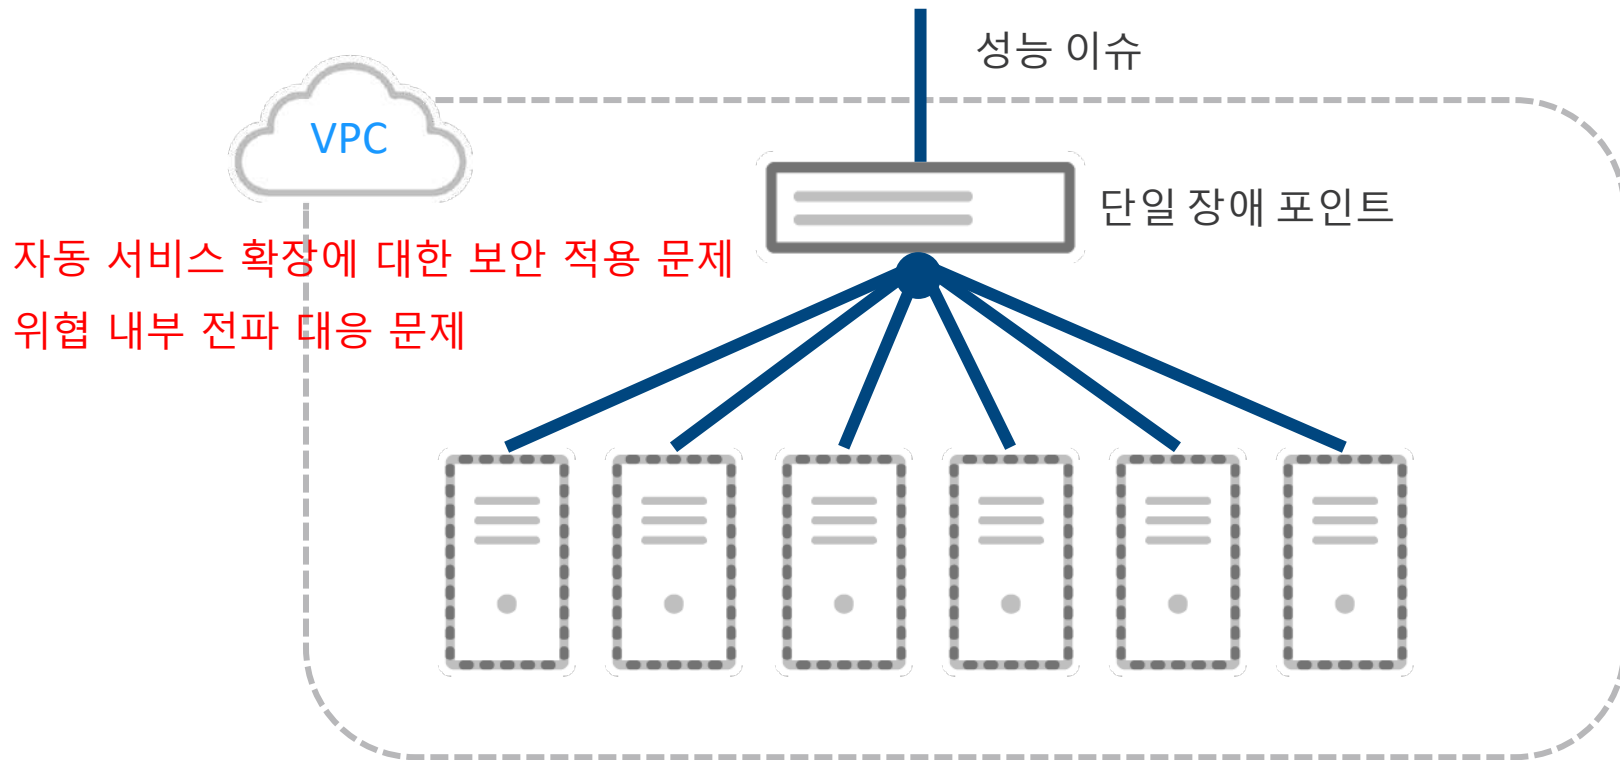 성능 이슈
VPC
단일 장애 포인트
자동 서비스 확장에 대한 보안 적용 문제
위협 내부 전파 대응 문제